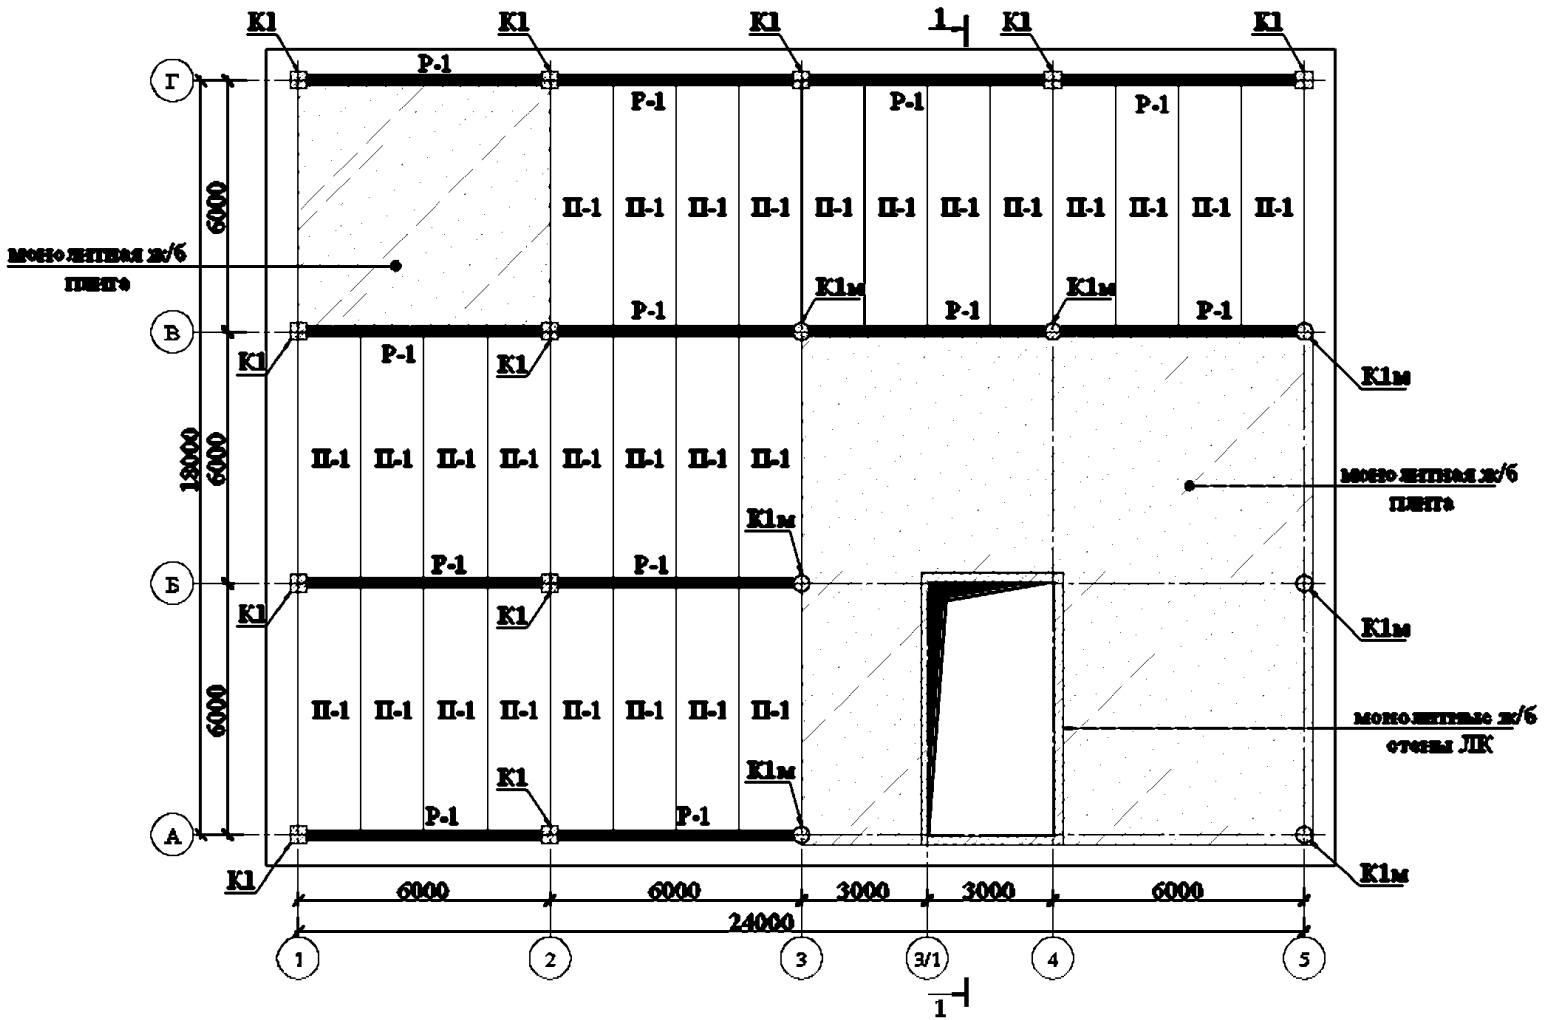 К1 К1 К1 1 К1 К1
Г Р-1
Р-1 Р-1 Р-1
6000 П-1 П-1 П-1 П-1 П-1 П-1 П-1 П-1 П-1 П-1 П-1 П-1
монолитная ж/б
плита
К1м К1м
Р-1 Р-1 Р-1
В
К1 Р-1 К1 К1м
18000 6000 П-1 П-1 П-1 П-1 П-1 П-1 П-1 П-1
монолитная ж/б
плита
К1м
Р-1 Р-1
Б
К1 К1 К1м
6000 П-1 П-1 П-1 П-1 П-1 П-1 П-1 П-1
монолитные ж/б
стены ЛК
К1 К1м
Р-1 Р-1
А
К1 К1м
6000 6000 3000 3000 6000
24000
1 2 3 3/1 4 5
1